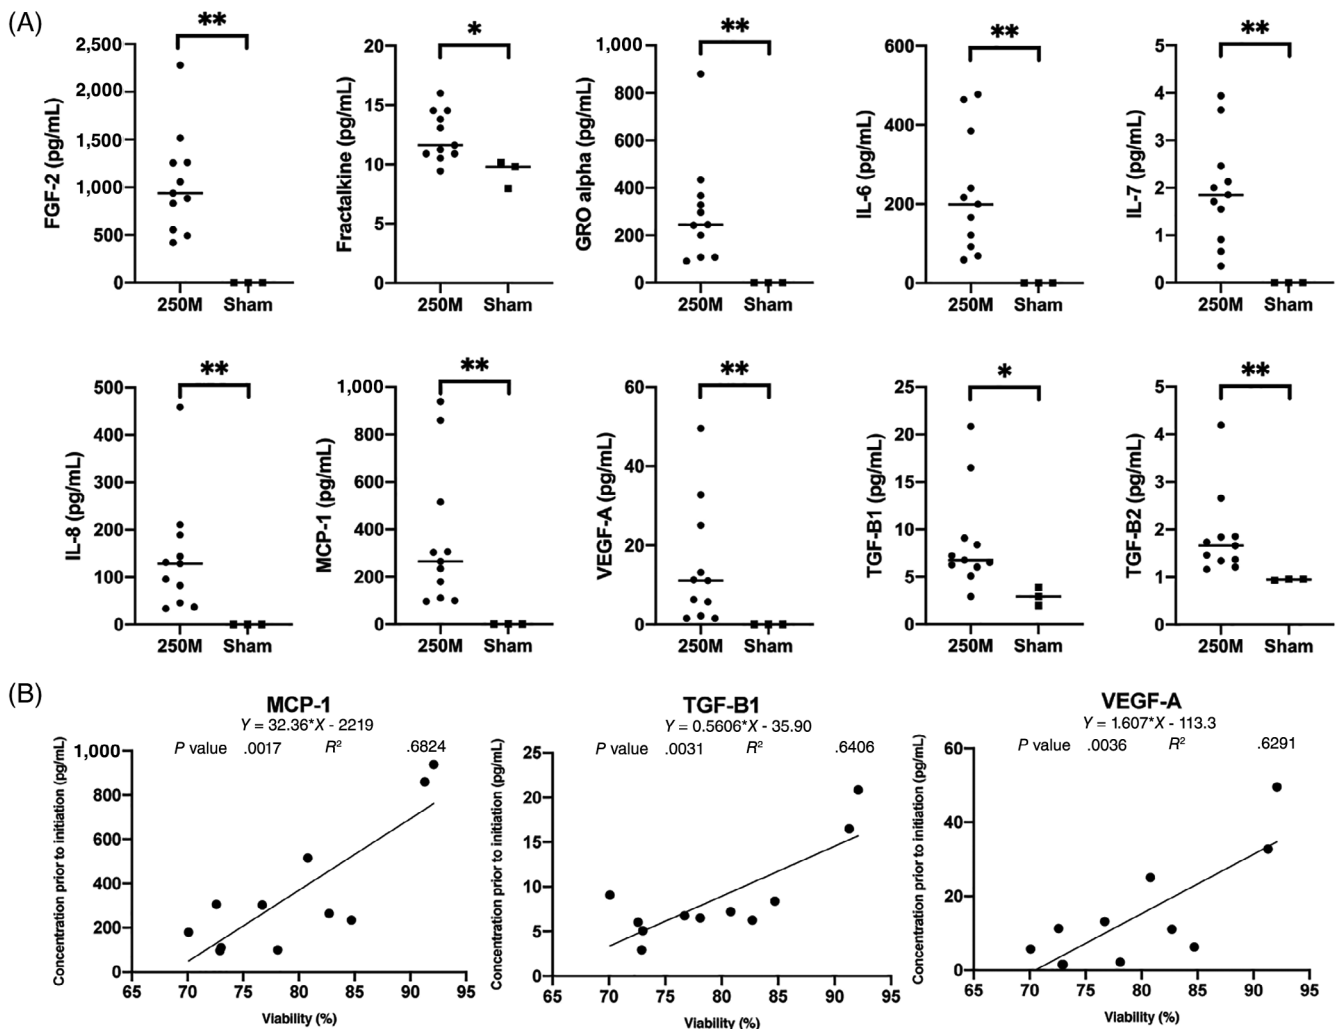 (A)
**
FGF-2 (pg/mL)
2,500
2,000
1,500
1,000
500
0
250M Sham
*
Fractalkine (pg/mL)
20
15
10
5
0
250M Sham
**
GRO alpha (pg/mL)
1,000
800
600
400
200
0
250M Sham
**
IL-6 (pg/mL)
600
400
200
0
250M Sham
**
IL-7 (pg/mL)
5
4
3
2
1
0
250M Sham
**
IL-8 (pg/mL)
500
400
300
200
100
0
250M Sham
**
MCP-1 (pg/mL)
1,000
800
600
400
200
0
250M Sham
**
VEGF-A (pg/mL)
60
40
20
0
250M Sham
*
TGF-B1 (pg/mL)
25
20
15
10
5
0
250M Sham
**
TGF-B2 (pg/mL)
5
4
3
2
1
0
250M Sham
(B)
MCP-1
Y = 32.36*X - 2219
P value .0017 R² .6824
Concentration prior to initiation (pg/mL)
1,000
800
600
400
200
0
65 70 75 80 85 90 95
Viability (%)
TGF-B1
Y = 0.5606*X - 35.90
P value .0031 R² .6406
Concentration prior to initiation (pg/mL)
25
20
15
10
5
0
65 70 75 80 85 90 95
Viability (%)
VEGF-A
Y = 1.607*X - 113.3
P value .0036 R² .6291
Concentration prior to initiation (pg/mL)
60
40
20
0
65 70 75 80 85 90 95
Viability (%)